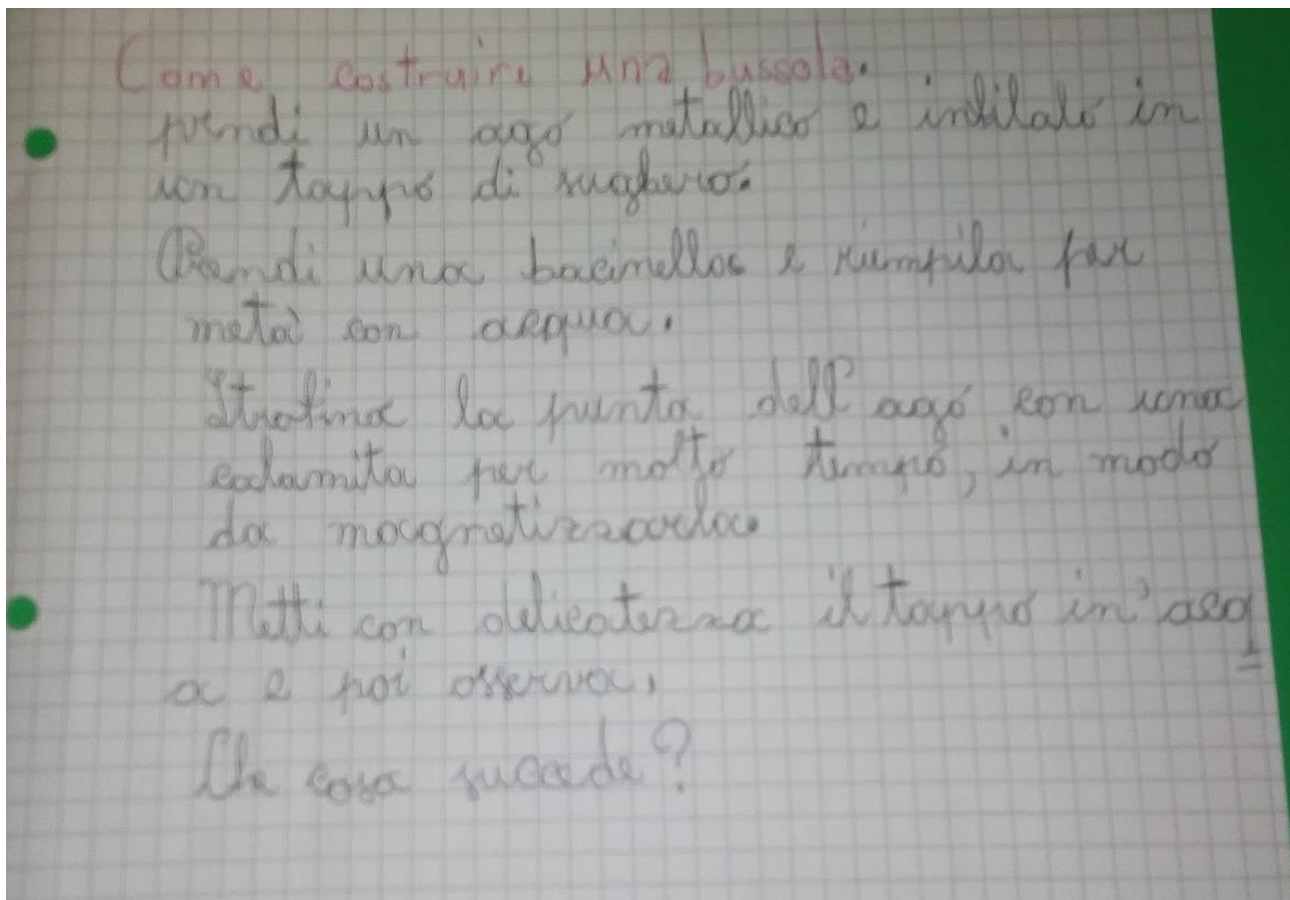 Come costruire una bussola.
prendi un ago metallico e infilalo in
un tappo di sughero.
Prendi una bacinella e riempila per
metà con acqua.
Strofina la punta dell'ago con una
calamita per molto tempo, in modo
da magnetizzarla.
Metti con delicatezza il tappo in' acq
a e poi osserva.
Che cosa succede?